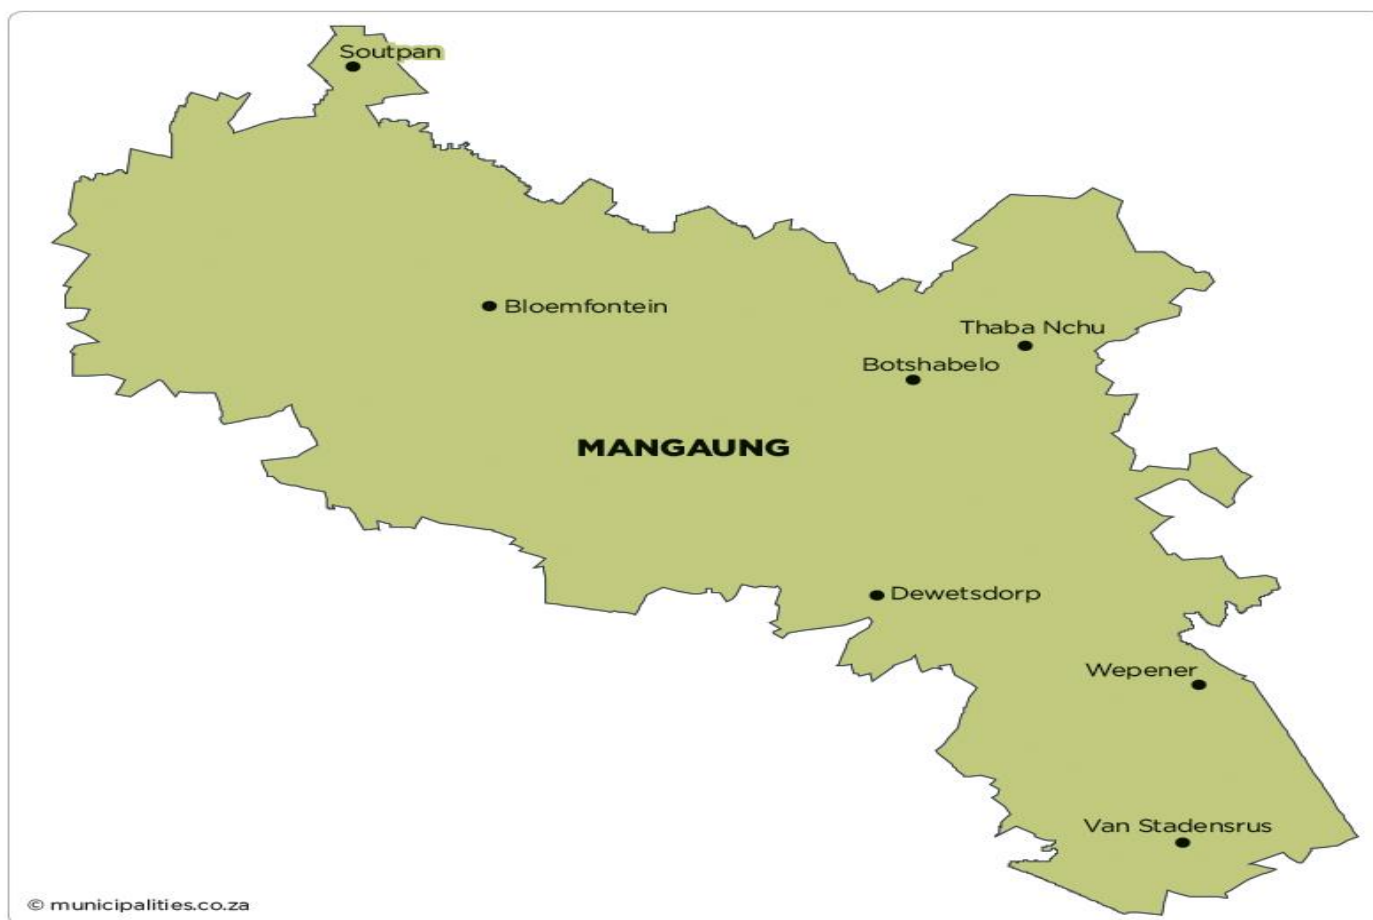 Soutpan
Bloemfontein
Thaba Nchu
Botshabelo
MANGAUNG
Dewetsdorp
Wepener
Van Stadensrus
© municipalities.co.za